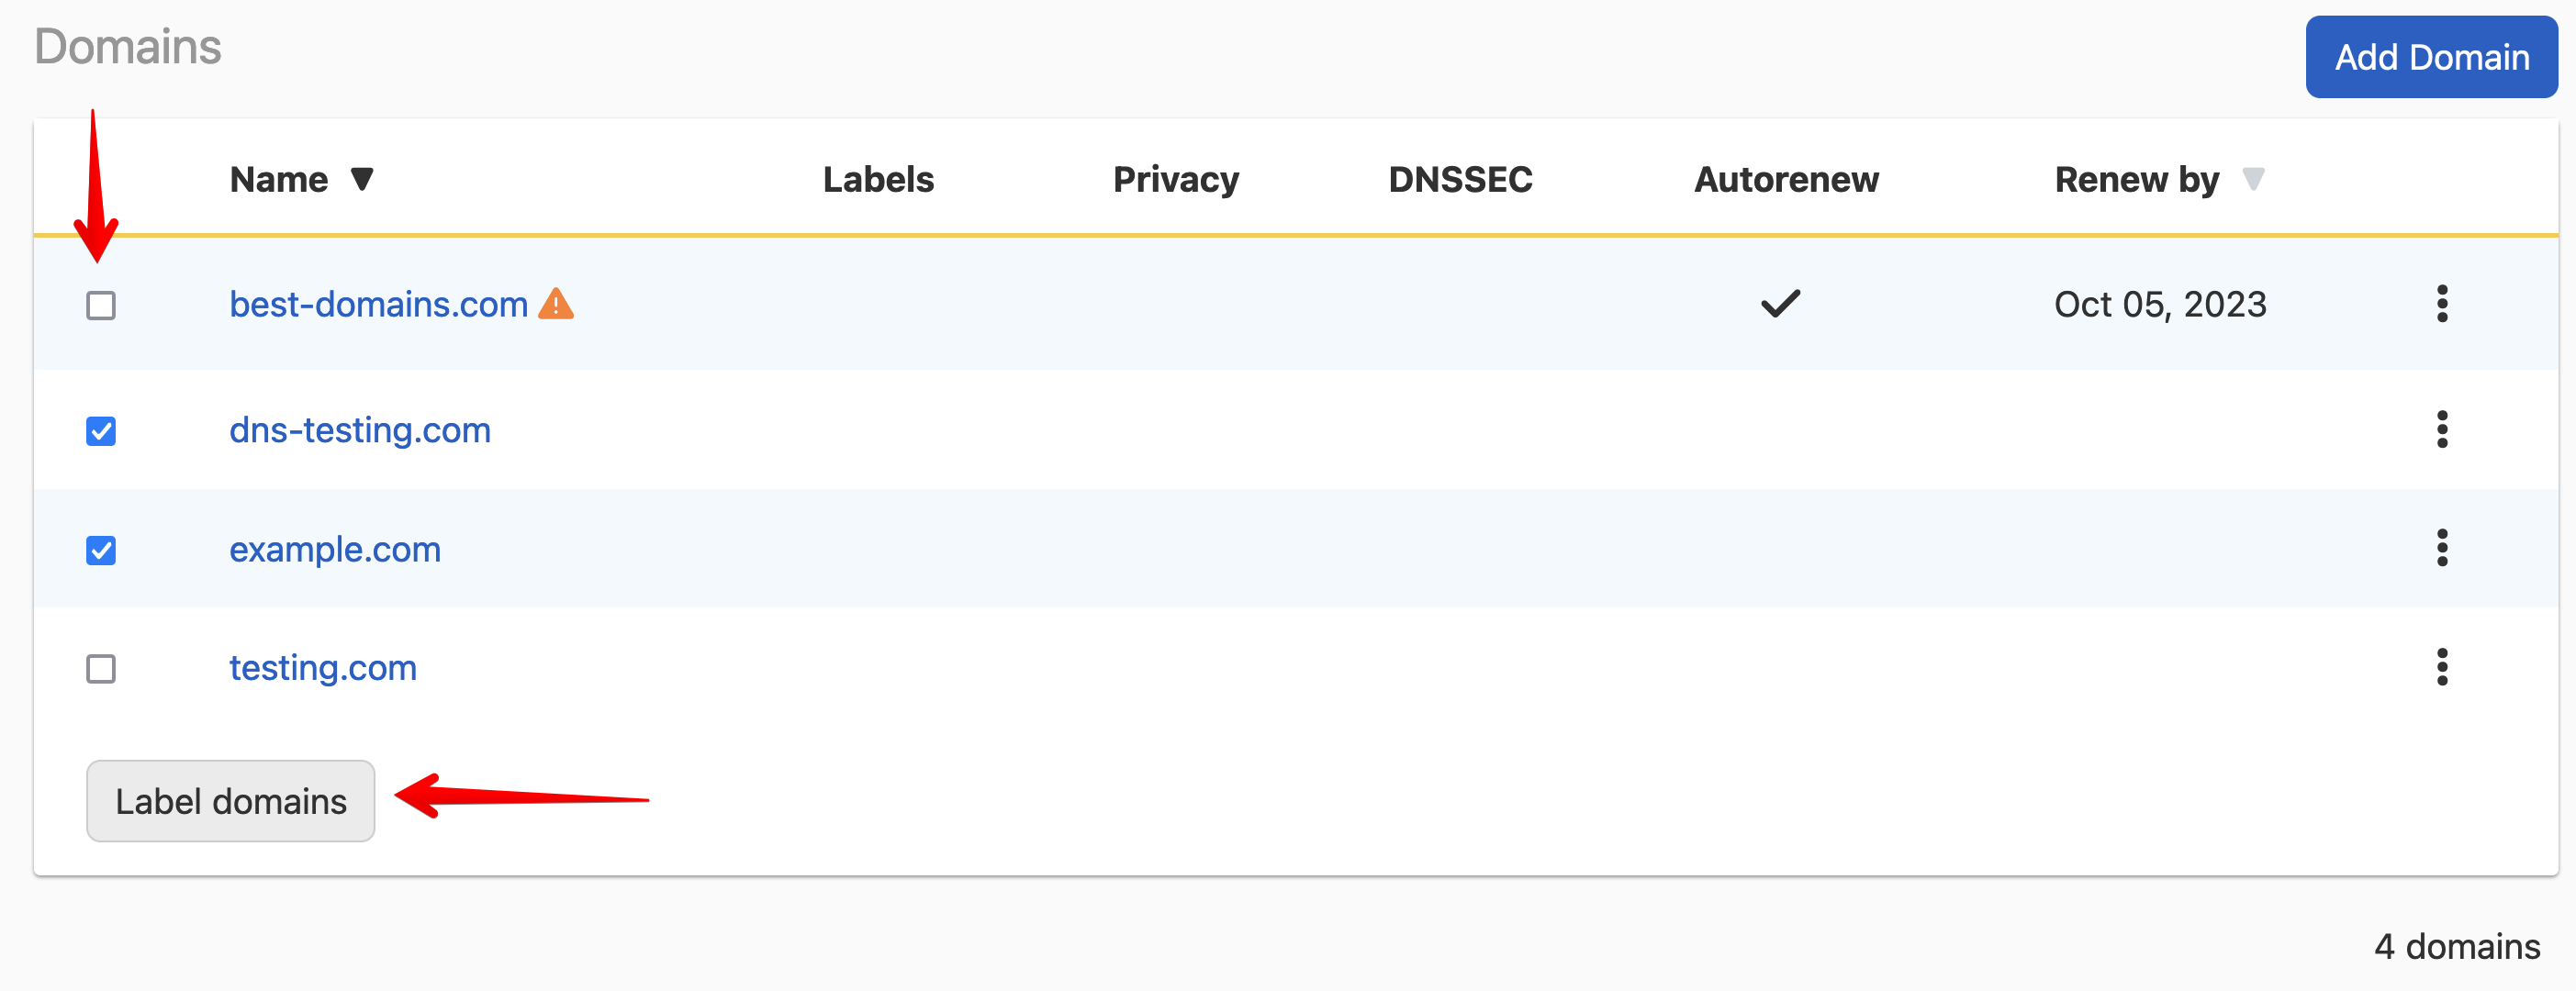 Domains
Add Domain
Name Labels Privacy DNSSEC Autorenew Renew by
best-domains.com Oct 05, 2023
dns-testing.com
example.com
testing.com
Label domains
4 domains